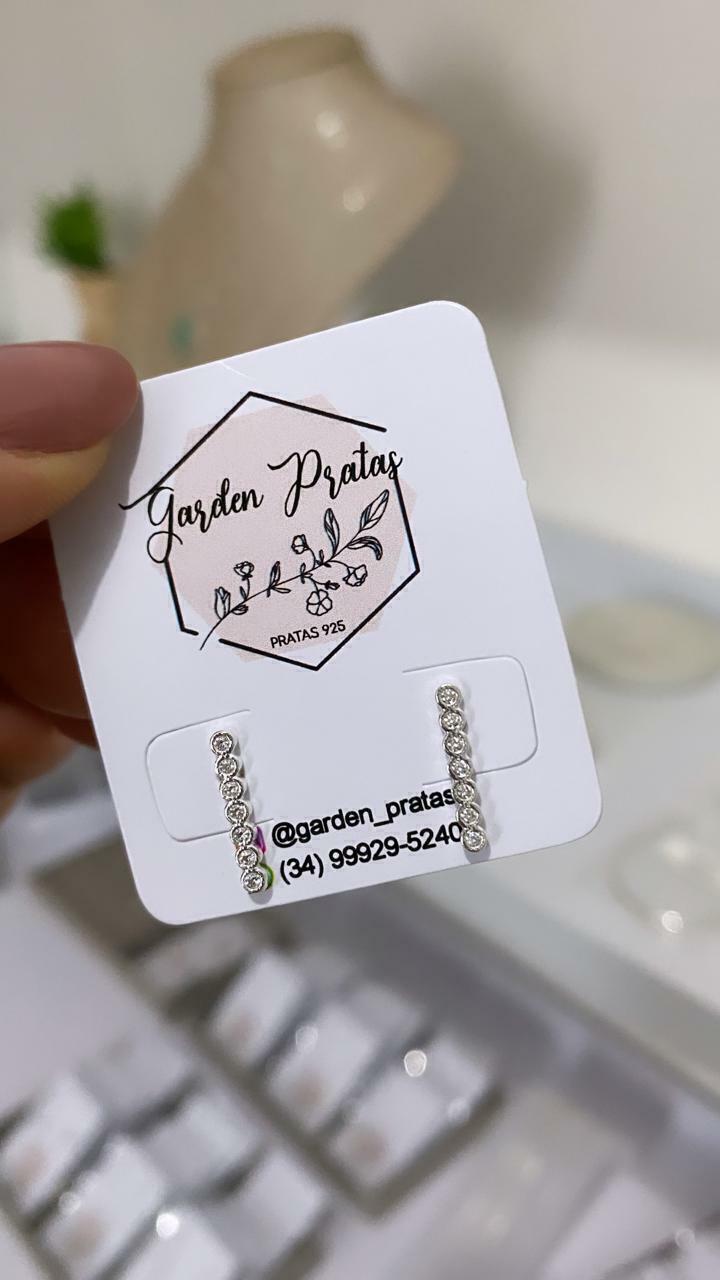 Garden Pratas
PRATAS 925
@garden_pratas
(34) 99929-5240